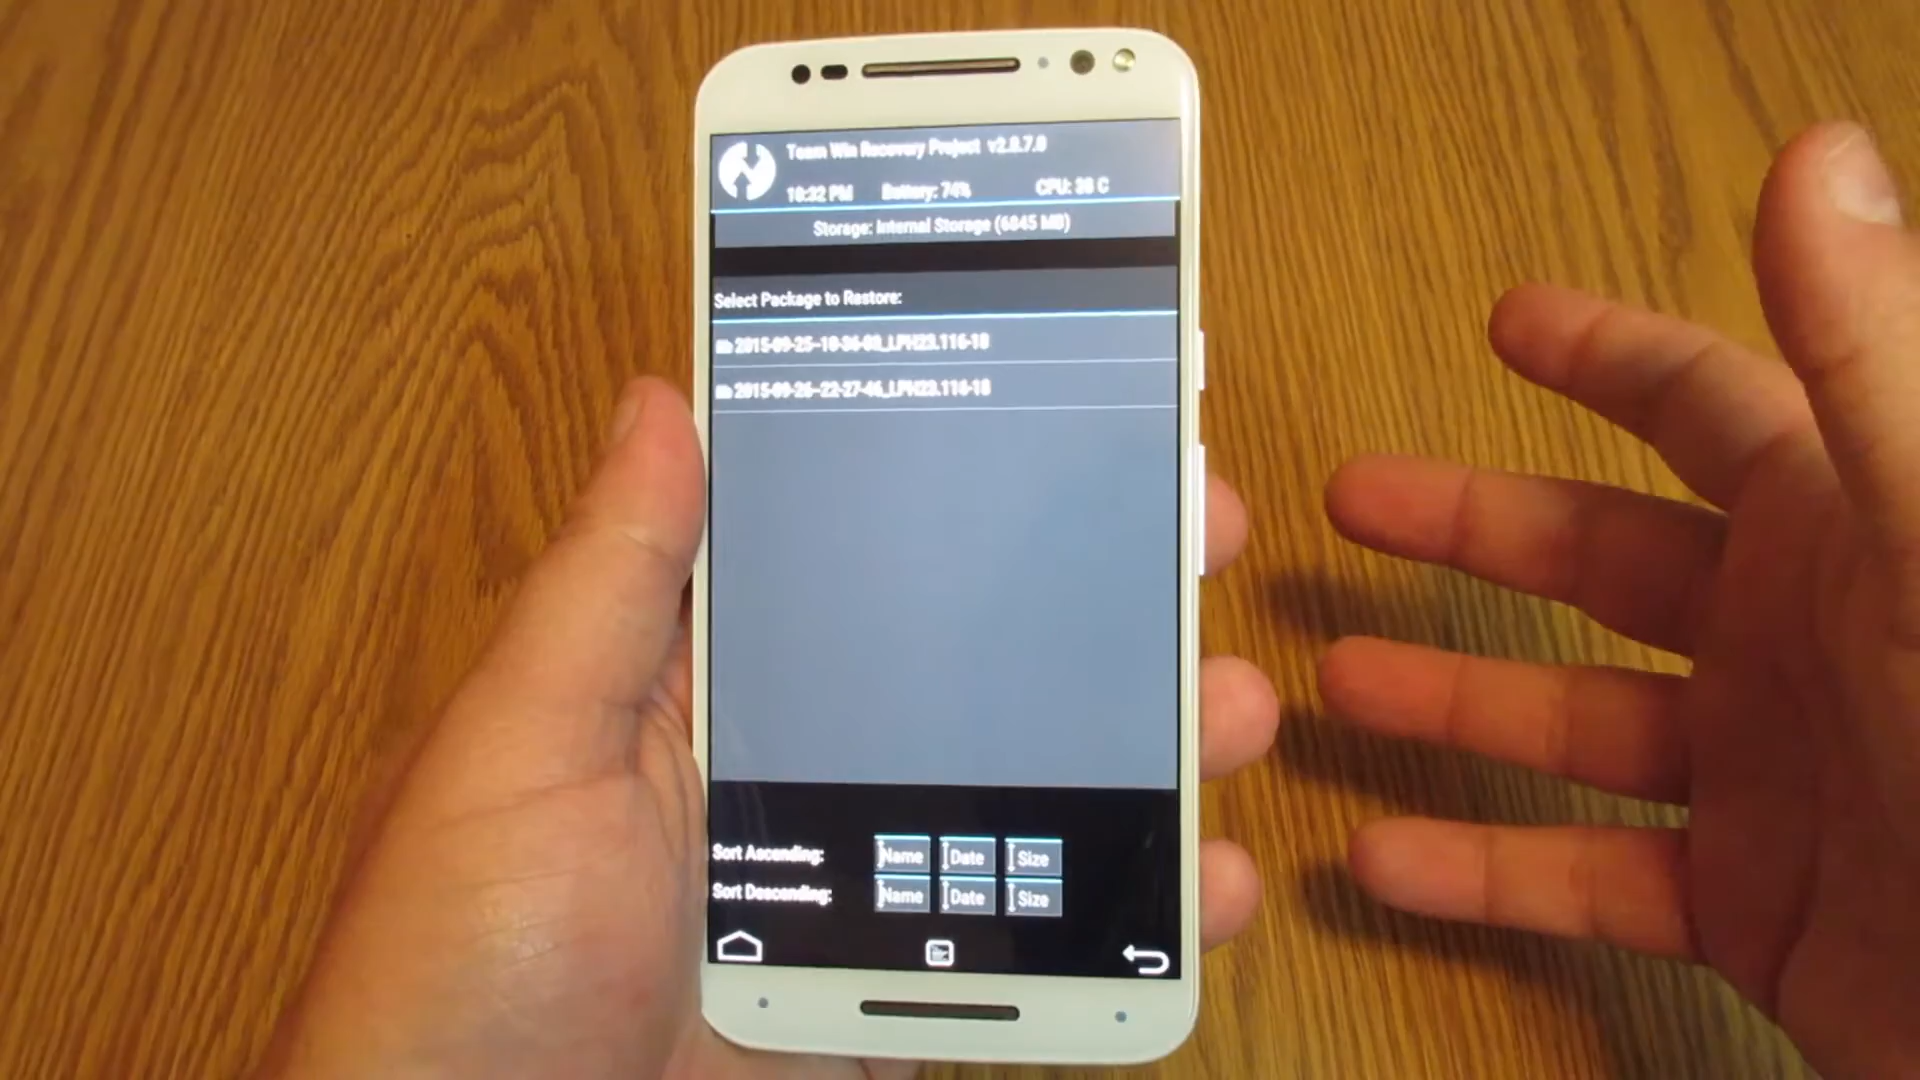 Team Win Recovery Project v2.8.7.0
10:32 PM Battery: 74% CPU: 38 C
Storage: Internal Storage (6845 MB)
Select Package to Restore:
2015-09-25--18-36-08_LPH23.116-18
2015-09-26--22-27-46_LPH23.116-18
Sort Ascending: Name Date Size
Sort Descending: Name Date Size